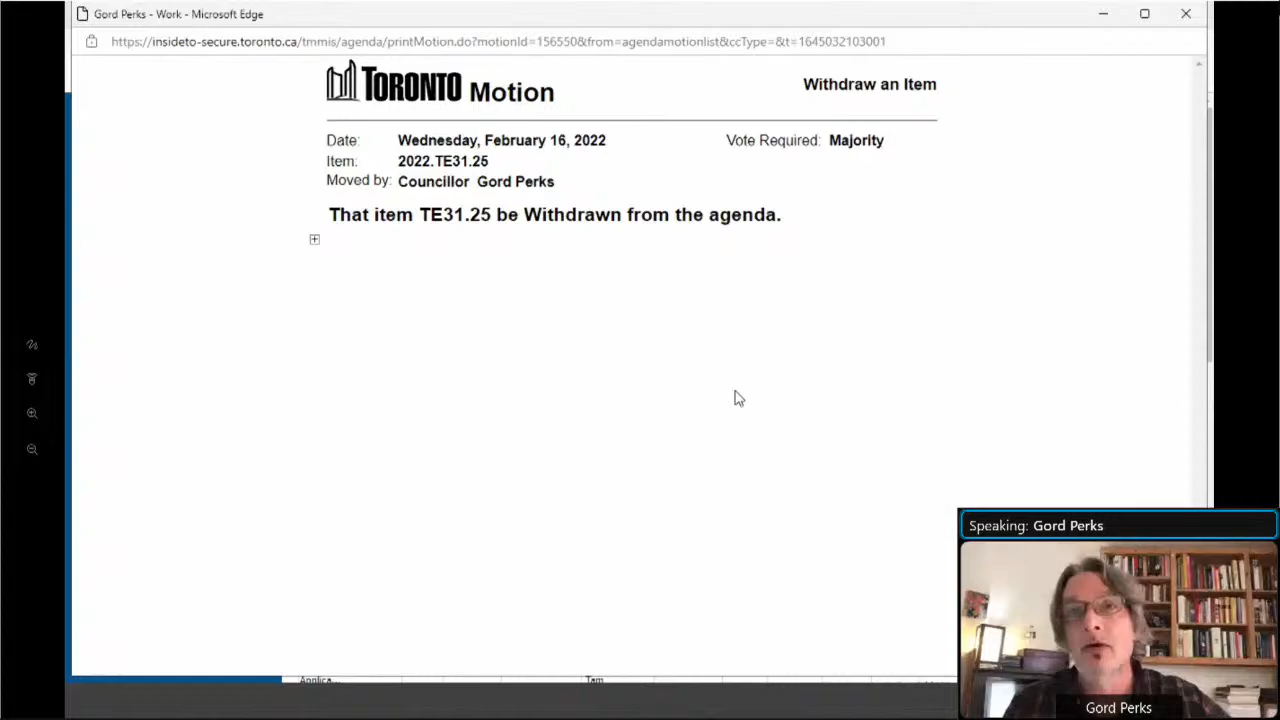 Gord Perks - Work - Microsoft Edge
https://insideto-secure.toronto.ca/tmmis/agenda/printMotion.do?motionId=156550&from=agendamotionlist&ccType=&t=1645032103001
TORONTO Motion
Withdraw an Item
Date: Wednesday, February 16, 2022
Vote Required: Majority
Item: 2022.TE31.25
Moved by: Councillor Gord Perks
That item TE31.25 be Withdrawn from the agenda.
Speaking: Gord Perks
Gord Perks
Applica...
Tam